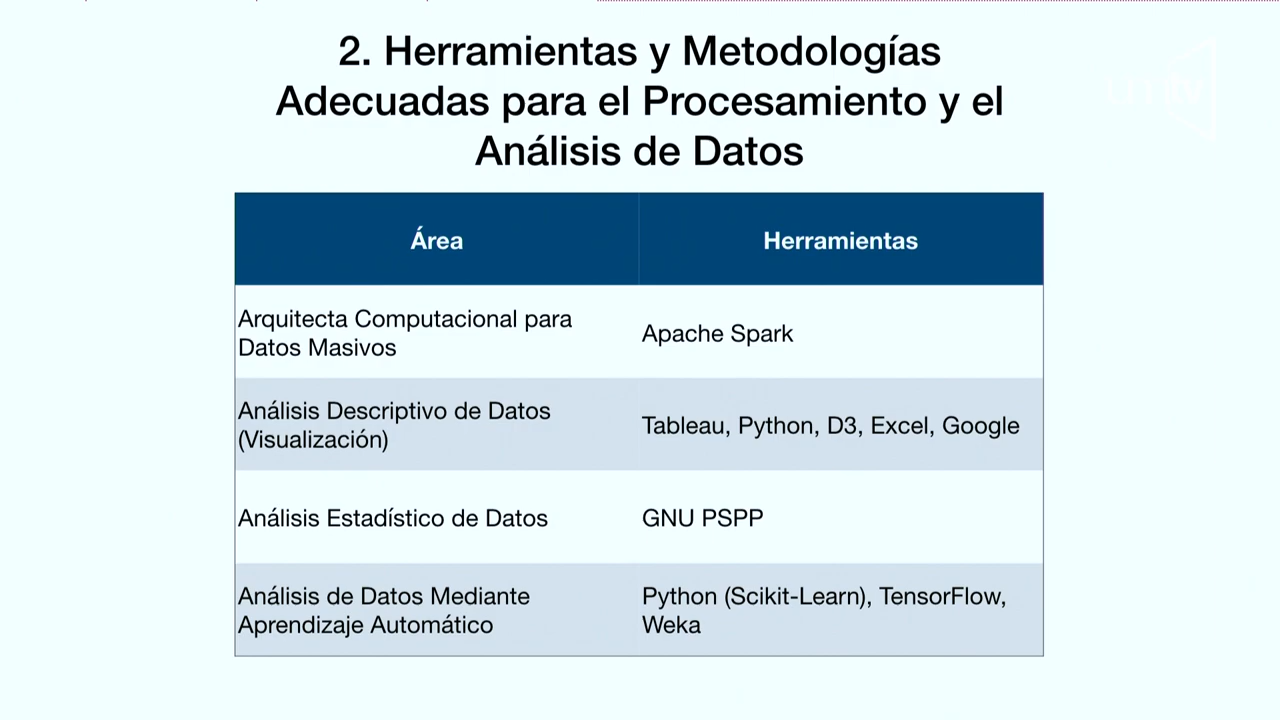 2. Herramientas y Metodologías
Adecuadas para el Procesamiento y el
Análisis de Datos
Área
Herramientas
Arquitecta Computacional para
Datos Masivos
Apache Spark
Análisis Descriptivo de Datos
(Visualización)
Tableau, Python, D3, Excel, Google
Análisis Estadístico de Datos
GNU PSPP
Análisis de Datos Mediante
Aprendizaje Automático
Python (Scikit-Learn), TensorFlow,
Weka